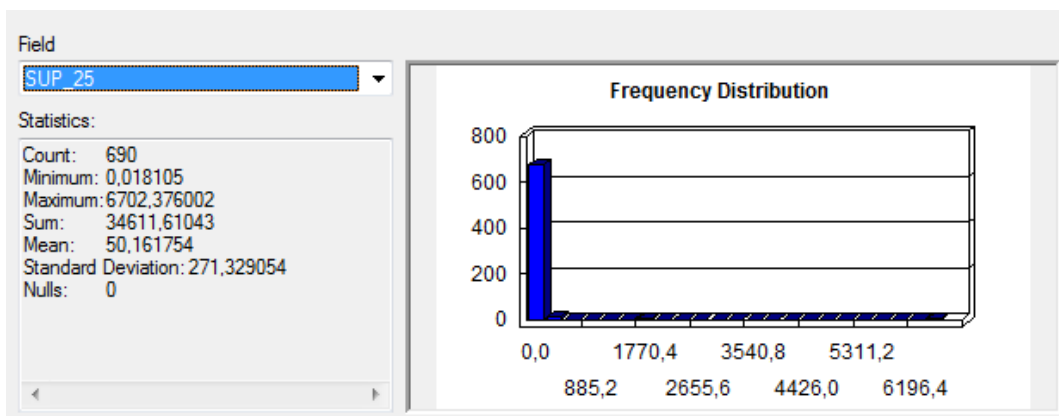 Field
SUP_25
Statistics:
Count: 690
Minimum: 0,018105
Maximum: 6702,376002
Sum: 34611,61043
Mean: 50,161754
Standard Deviation: 271,329054
Nulls: 0
Frequency Distribution
800
600
400
200
0
0,0 1770,4 3540,8 5311,2
885,2 2655,6 4426,0 6196,4